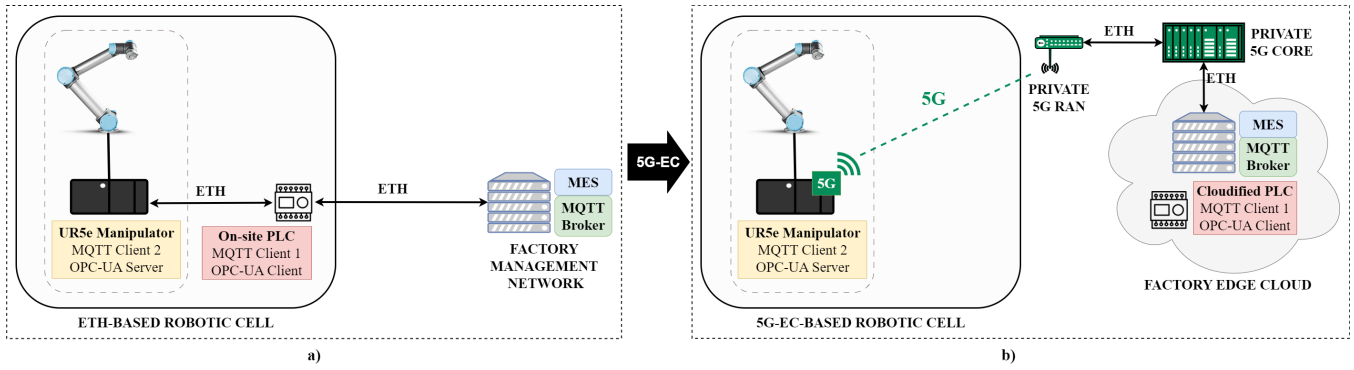 ETH
ETH
MES
MQTT
Broker
UR5e Manipulator
MQTT Client 2
OPC-UA Server
On-site PLC
MQTT Client 1
OPC-UA Client
FACTORY
MANAGEMENT
NETWORK
ETH-BASED ROBOTIC CELL
a)
5G-EC
5G
5G
UR5e Manipulator
MQTT Client 2
OPC-UA Server
5G-EC-BASED ROBOTIC CELL
ETH
PRIVATE
5G RAN
PRIVATE
5G CORE
ETH
MES
MQTT
Broker
Cloudified PLC
MQTT Client 1
OPC-UA Client
FACTORY EDGE CLOUD
b)